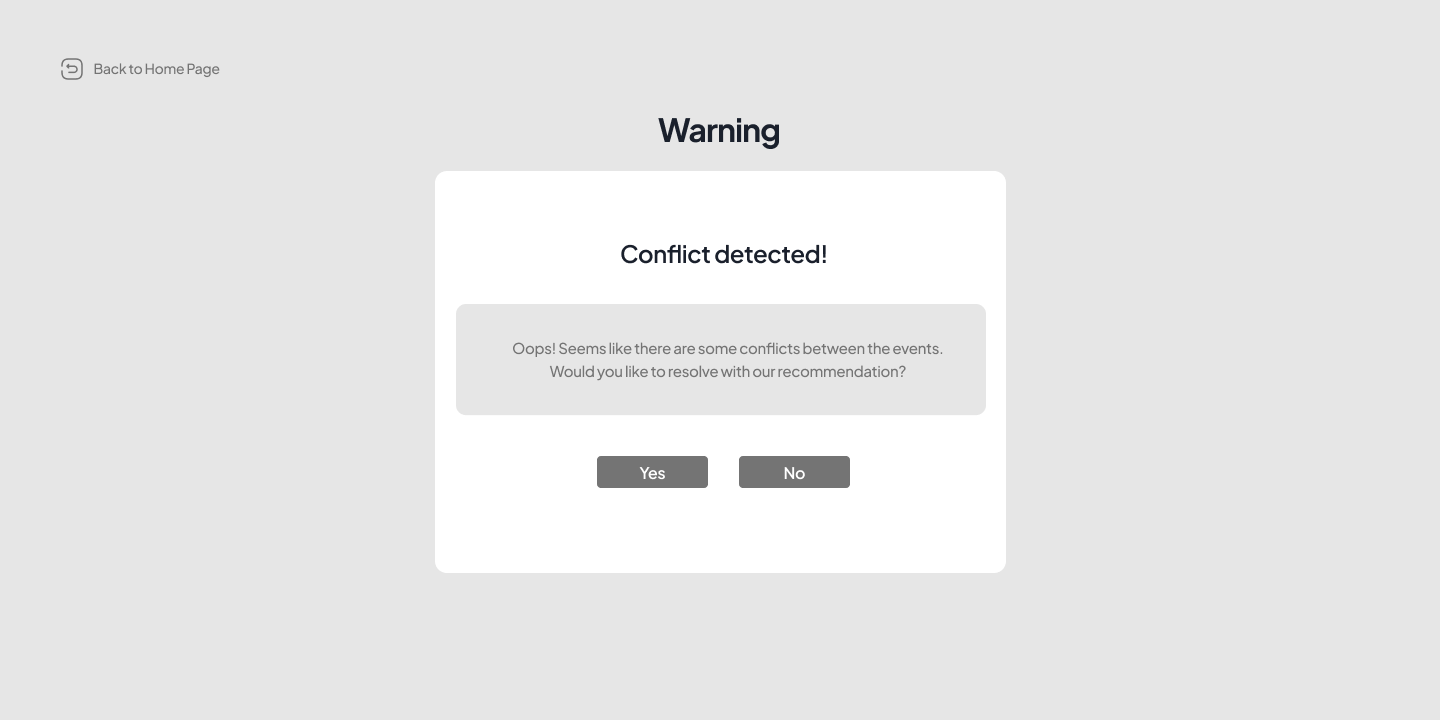 Back to Home Page
Warning
Conflict detected!
Oops! Seems like there are some conflicts between the events.
Would you like to resolve with our recommendation?
Yes
No